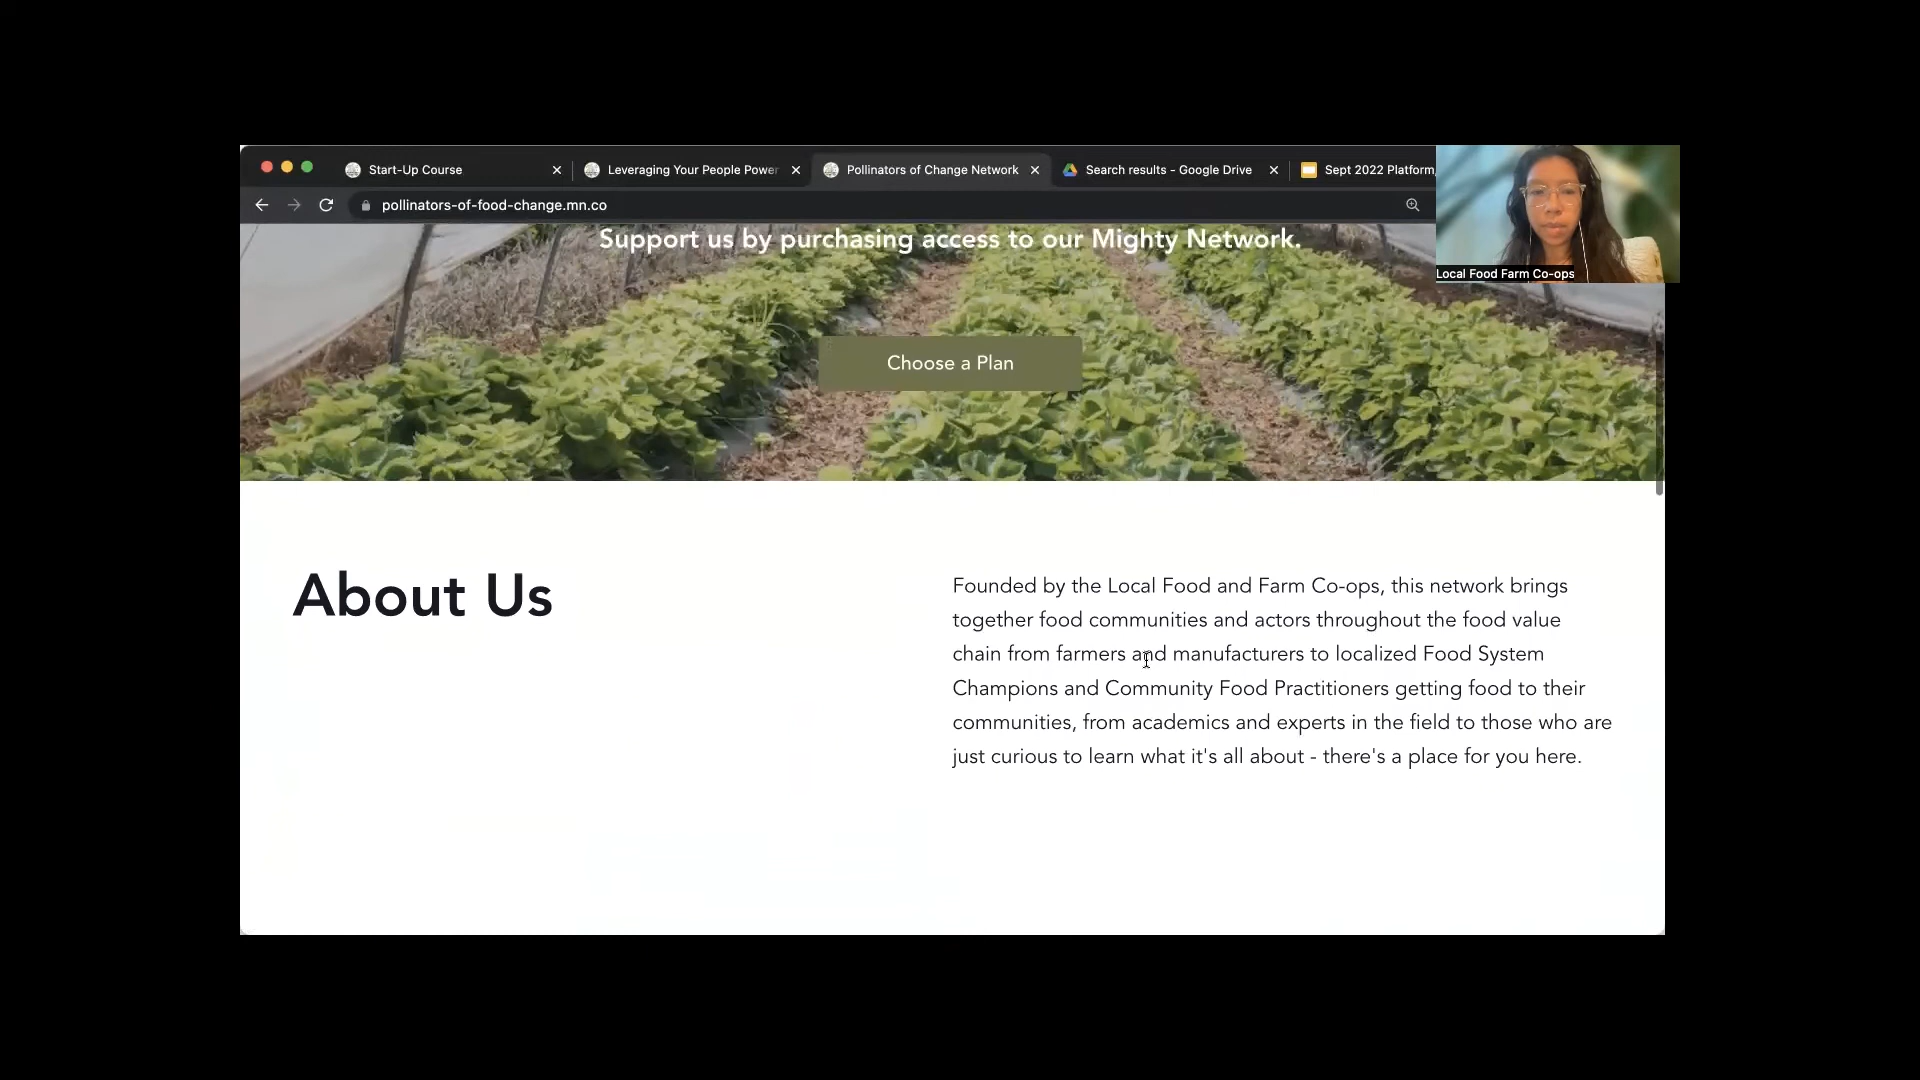 Start-Up Course
Leveraging Your People Power
Pollinators of Change Network
Search results - Google Drive
Sept 2022 Platform,
pollinators-of-food-change.mn.co
Local Food Farm Co-ops
Support us by purchasing access to our Mighty Network.
Choose a Plan
About Us
Founded by the Local Food and Farm Co-ops, this network brings
together food communities and actors throughout the food value
chain from farmers and manufacturers to localized Food System
Champions and Community Food Practitioners getting food to their
communities, from academics and experts in the field to those who are
just curious to learn what it's all about - there's a place for you here.